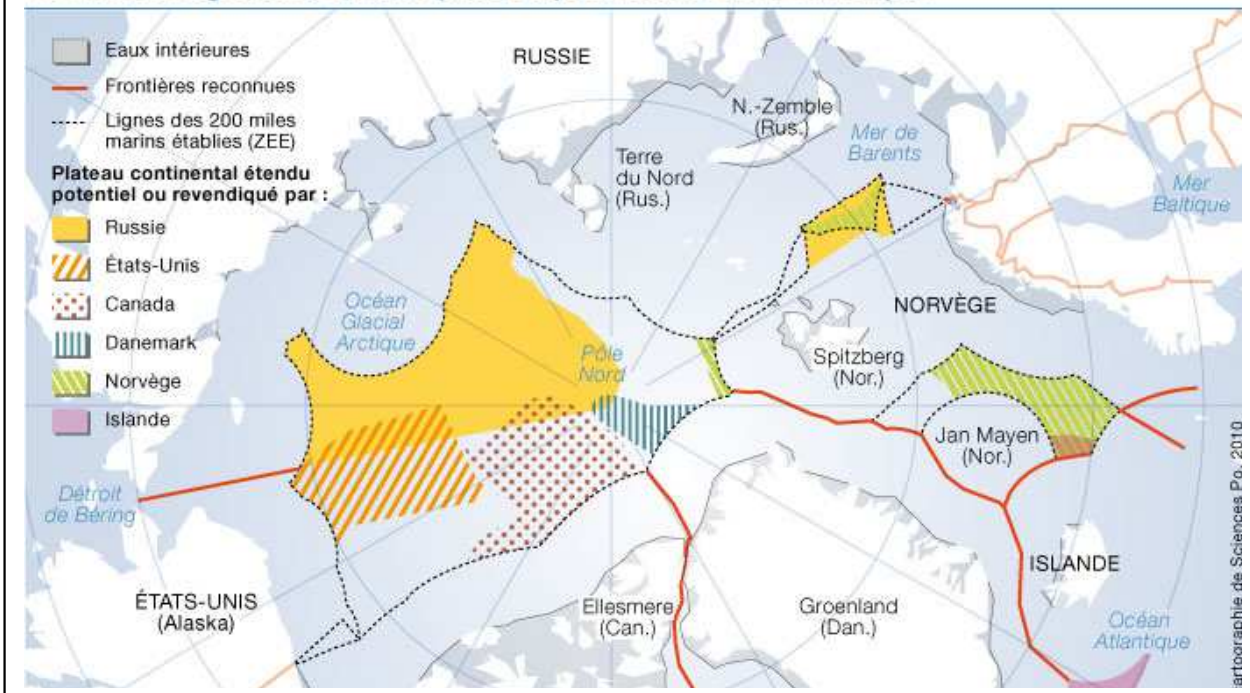 Eaux intérieures
Frontières reconnues
Lignes des 200 miles
marins établies (ZEE)
Plateau continental étendu
potentiel ou revendiqué par :
Russie
États-Unis
Canada
Danemark
Norvège
Islande
RUSSIE
N.-Zemble
(Rus.)
Mer de
Barents
Terre
du Nord
(Rus.)
Mer
Baltique
Océan
Glacial
Arctique
Pôle
Nord
NORVÈGE
Spitzberg
(Nor.)
Jan Mayen
(Nor.)
Détroit
de Béring
ÉTATS-UNIS
(Alaska)
Ellesmere
(Can.)
Groenland
(Dan.)
ISLANDE
Océan
Atlantique
artographie de Sciences Po, 2010